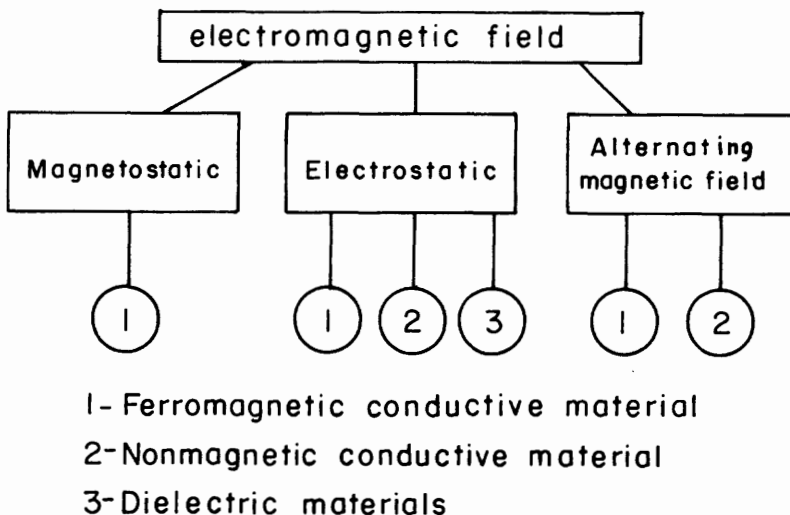 electromagnetic field
Magnetostatic
Electrostatic
Alternating
magnetic field
1
1
2
3
1
2
1- Ferromagnetic conductive material
2-Nonmagnetic conductive material
3-Dielectric materials